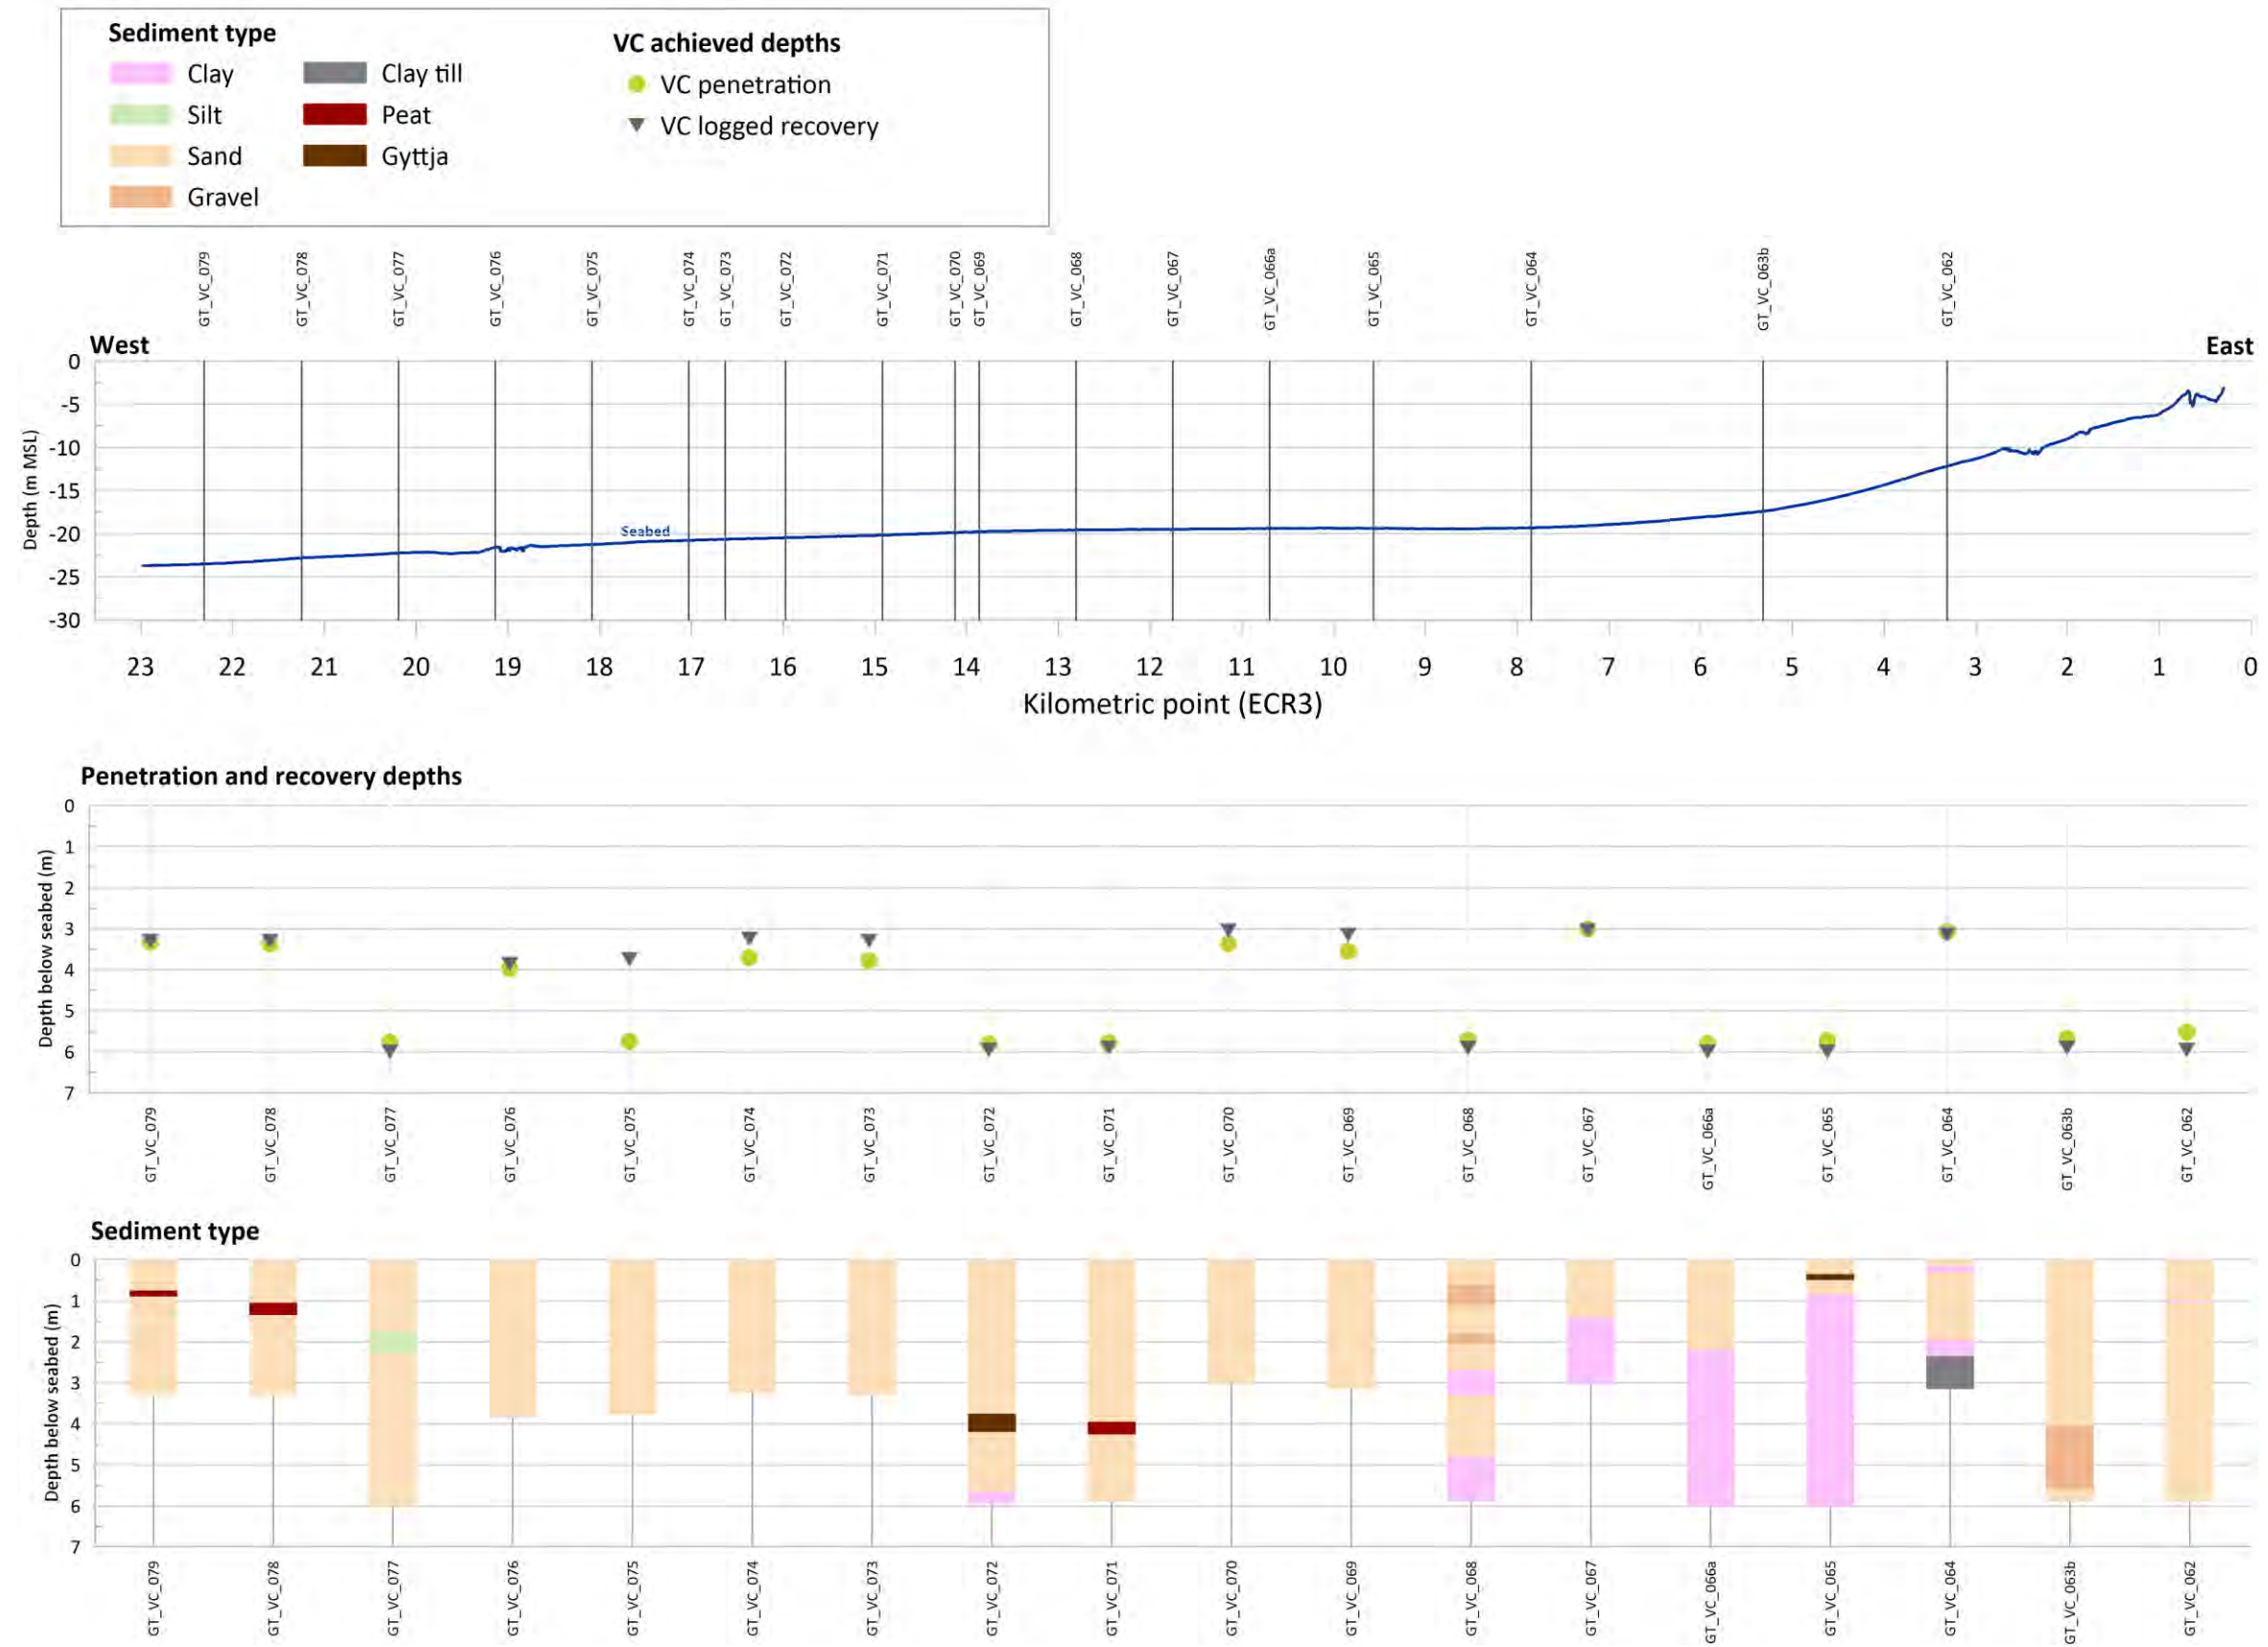 Sediment type
VC achieved depths
Clay
Clay till
VC penetration
Silt
Peat
VC logged recovery
Sand
Gyttja
Gravel
GT_VC_079
GT_VC_078
GT_VC_077
GT_VC_076
GT_VC_075
GT_VC_074
GT_VC_073
GT_VC_072
GT_VC_071
GT_VC_070
GT_VC_069
GT_VC_068
GT_VC_067
GT_VC_066a
GT_VC_065
GT_VC_064
GT_VC_063b
GT_VC_062
West
East
Depth (m MSL)
0
-5
-10
-15
-20
-25
-30
Seabed
23 22 21 20 19 18 17 16 15 14 13 12 11 10 9 8 7 6 5 4 3 2 1 0
Kilometric point (ECR3)
Penetration and recovery depths
Depth below seabed (m)
0
1
2
3
4
5
6
7
GT_VC_079
GT_VC_078
GT_VC_077
GT_VC_076
GT_VC_075
GT_VC_074
GT_VC_073
GT_VC_072
GT_VC_071
GT_VC_070
GT_VC_069
GT_VC_068
GT_VC_067
GT_VC_066a
GT_VC_065
GT_VC_064
GT_VC_063b
GT_VC_062
Sediment type
Depth below seabed (m)
0
1
2
3
4
5
6
7
GT_VC_079
GT_VC_078
GT_VC_077
GT_VC_076
GT_VC_075
GT_VC_074
GT_VC_073
GT_VC_072
GT_VC_071
GT_VC_070
GT_VC_069
GT_VC_068
GT_VC_067
GT_VC_066a
GT_VC_065
GT_VC_064
GT_VC_063b
GT_VC_062